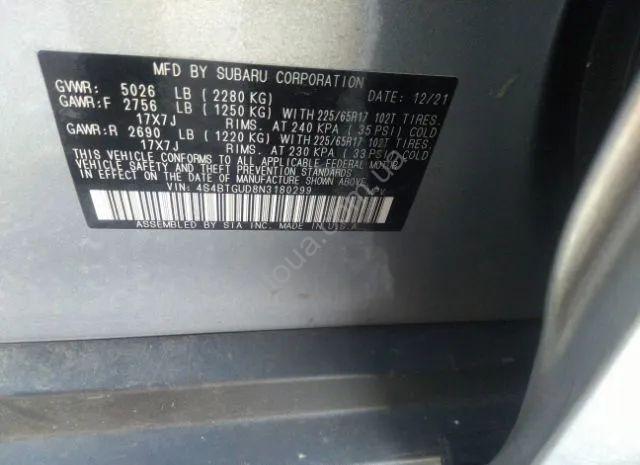 MFD BY SUBARU CORPORATION
GVWR: 5026 LB (2280 KG) DATE: 12/21
GAWR:F 2756 LB (1250 KG) WITH 225/65R17 102T TIRES.
17X7J RIMS. AT 240 KPA (35 PSI) COLD
GAWR:R 2690 LB (1220 KG) WITH 225/65R17 102T TIRES.
17X7J RIMS. AT 230 KPA (33 PSI) COLD
THIS VEHICLE CONFORMS TO ALL APPLICABLE FEDERAL MOTOR
VEHICLE SAFETY, BUMPER, AND THEFT PREVENTION STANDARDS
IN EFFECT ON THE DATE OF MANUFACTURE SHOWN ABOVE.
VIN: 4S4BTGUD8N3180299
ASSEMBLED BY SIA INC. MADE IN U.S.A.